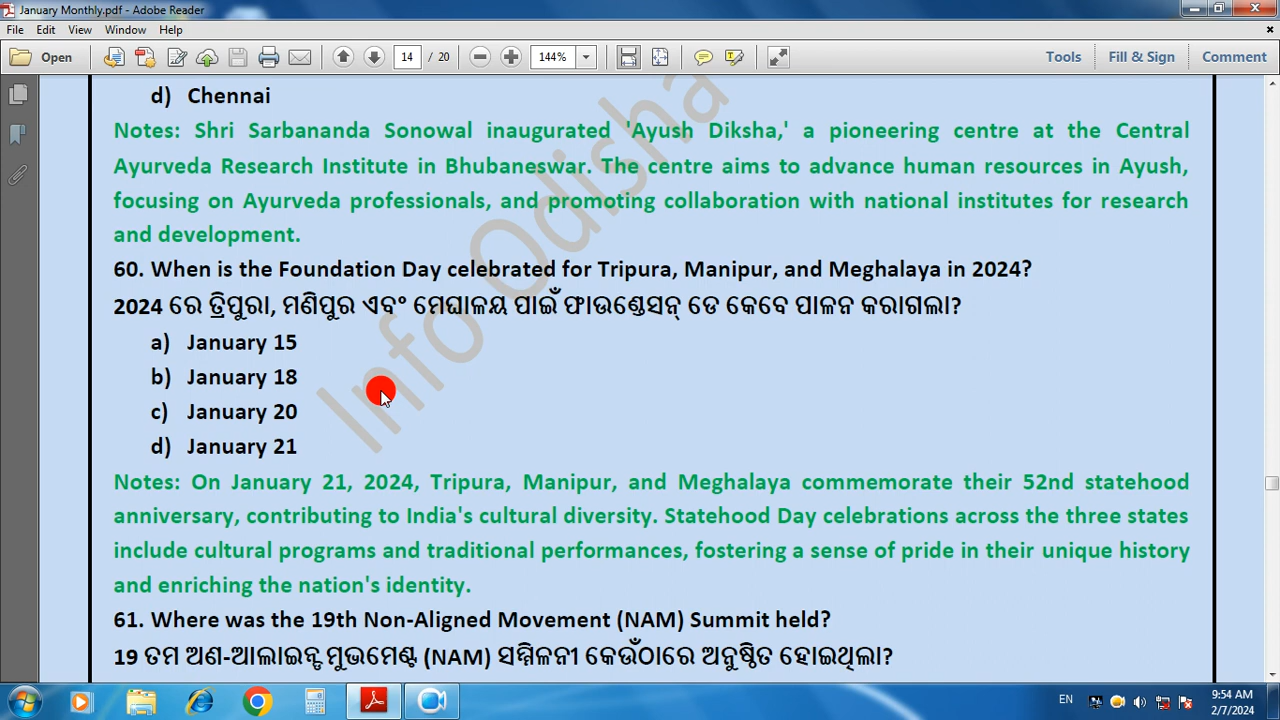 January Monthly.pdf - Adobe Reader
File Edit View Window Help
Open 14 / 20 144% Tools Fill & Sign Comment
d) Chennai
Notes: Shri Sarbananda Sonowal inaugurated 'Ayush Diksha,' a pioneering centre at the Central
Ayurveda Research Institute in Bhubaneswar. The centre aims to advance human resources in Ayush,
focusing on Ayurveda professionals, and promoting collaboration with national institutes for research
and development.
60. When is the Foundation Day celebrated for Tripura, Manipur, and Meghalaya in 2024?
2024 ରେ ତ୍ରିପୁରା, ମଣିପୁର ଏବଂ ମେଘାଳୟ ପାଇଁ ଫାଉଣ୍ଡେସନ୍ ଡେ କେବେ ପାଳନ କରାଗଲା?
a) January 15
b) January 18
c) January 20
d) January 21
Notes: On January 21, 2024, Tripura, Manipur, and Meghalaya commemorate their 52nd statehood
anniversary, contributing to India's cultural diversity. Statehood Day celebrations across the three states
include cultural programs and traditional performances, fostering a sense of pride in their unique history
and enriching the nation's identity.
61. Where was the 19th Non-Aligned Movement (NAM) Summit held?
19 ତମ ଅଣ-ଆଲାଇନ୍ଡ ମୁଭମେଣ୍ଟ (NAM) ସମ୍ମିଳନୀ କେଉଁଠାରେ ଅନୁଷ୍ଠିତ ହୋଇଥିଲା?
Info Odisha
EN 9:54 AM
2/7/2024